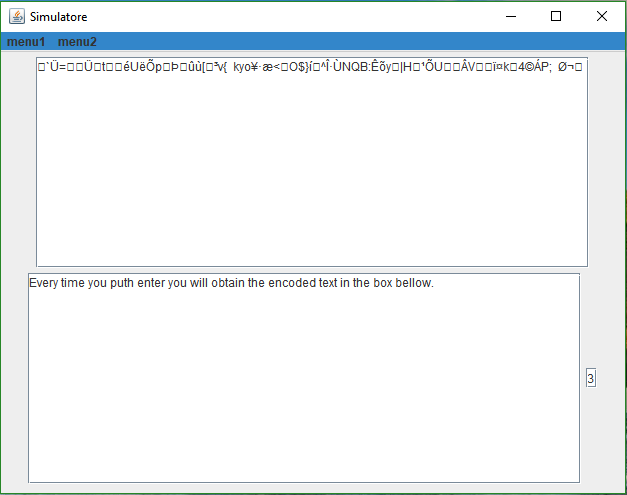 Simulatore
menu1 menu2
□`Ü=□□Ü□t□□éUëÕp□Þ□ûù[□³v{ kyo¥·æ<□O$}í□^Î·ÙNQB:Êõy□|H□¹ÕU□□ÂV□□ï¤k□4©ÁP; Ø¬□
Every time you puth enter you will obtain the encoded text in the box bellow.
3